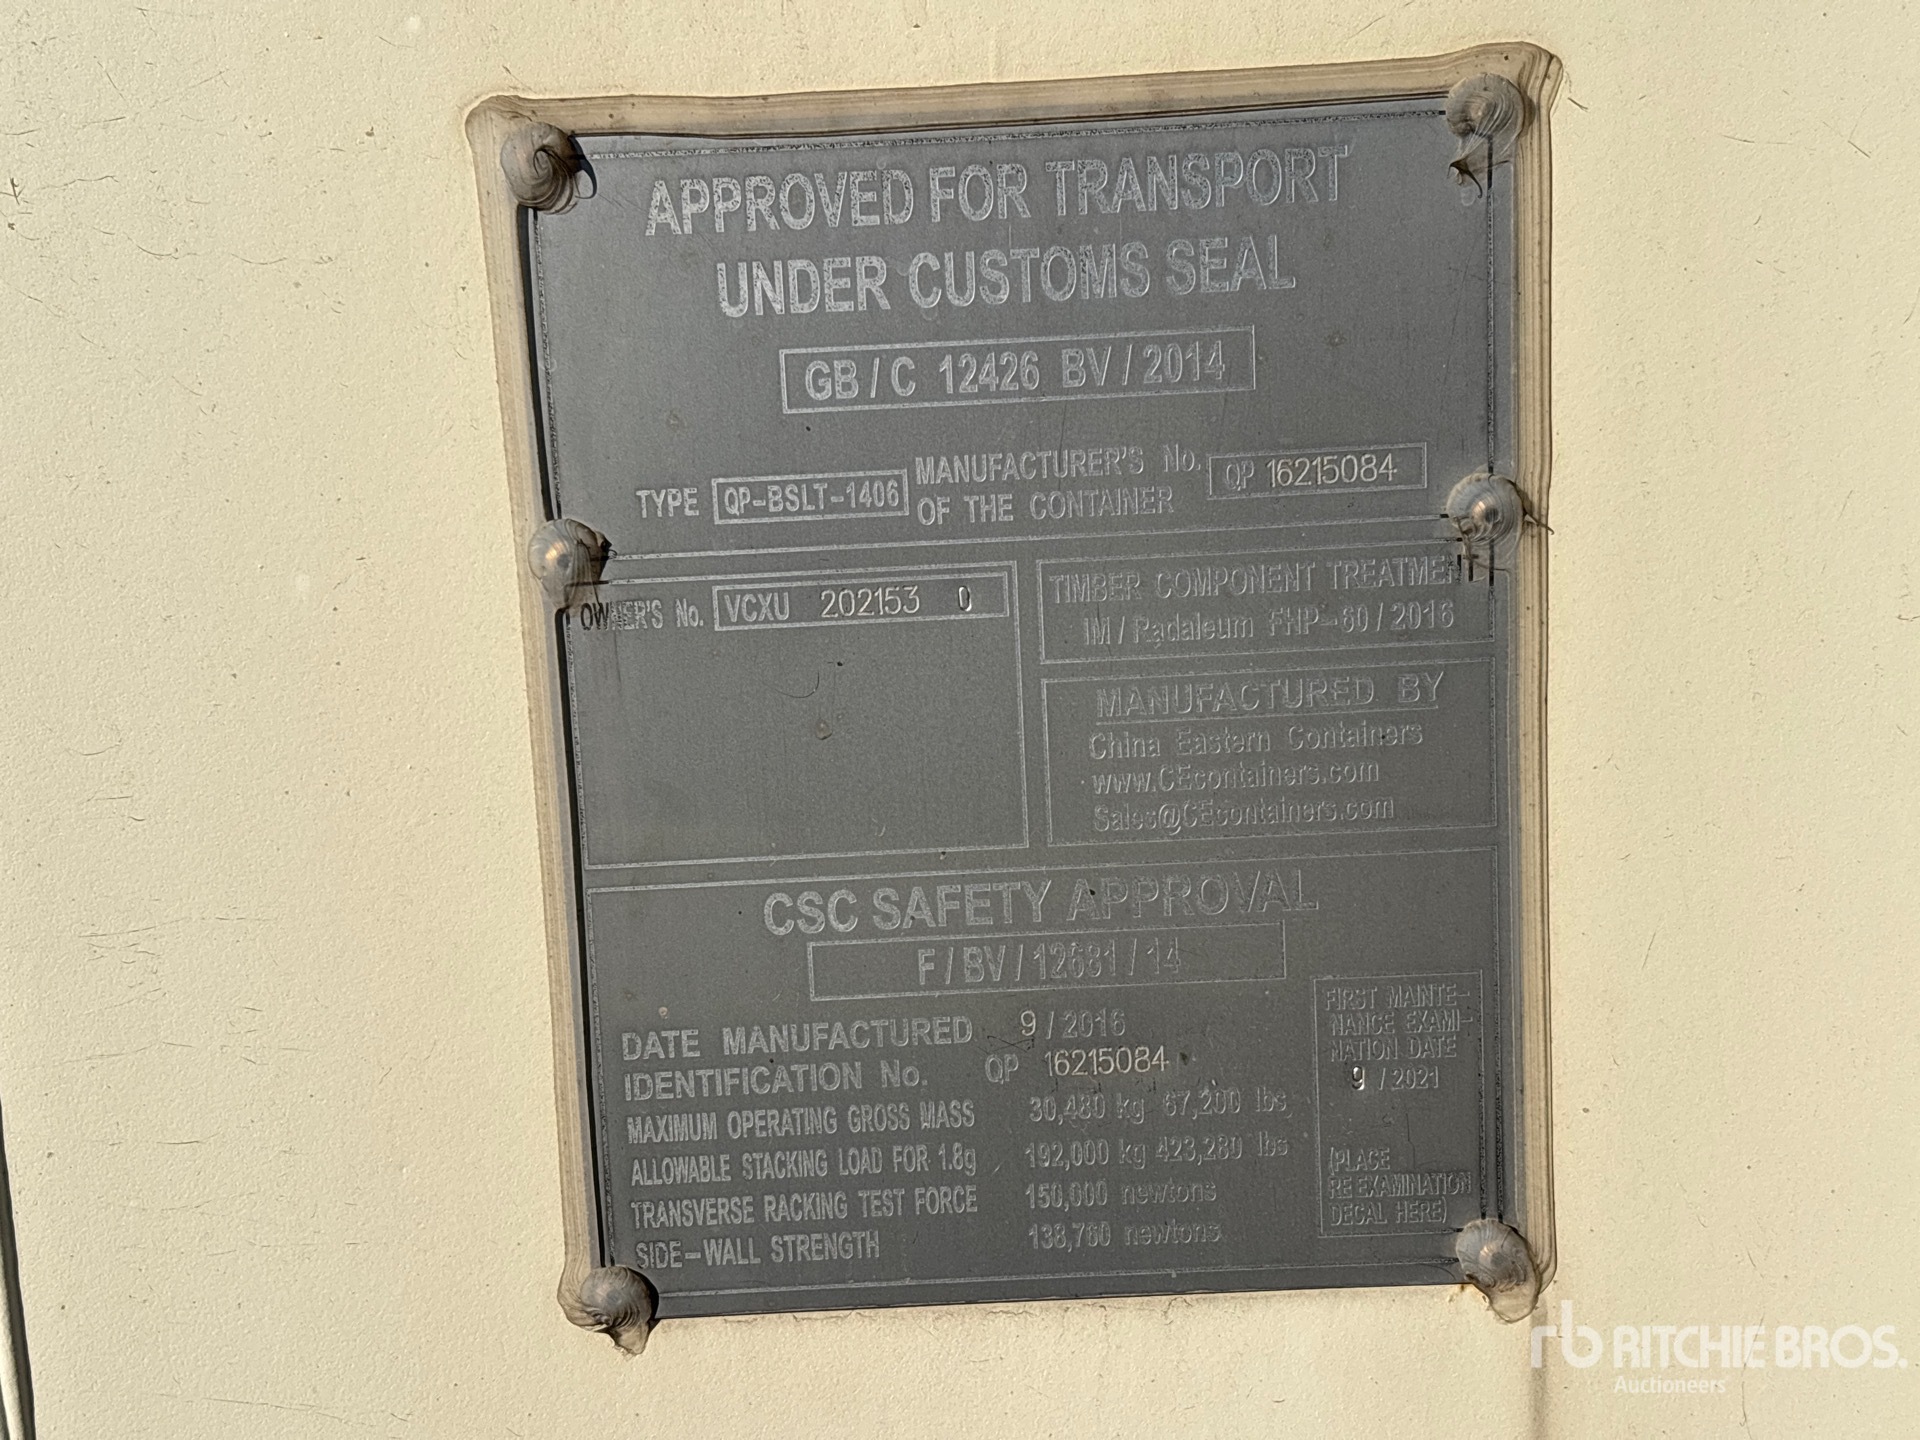 APPROVED FOR TRANSPORT
UNDER CUSTOMS SEAL
GB / C 12426 BV / 2014
TYPE QP-BSLT-1406 MANUFACTURER'S No. OF THE CONTAINER QP 16215084
OWNER'S No. VCXU 202153 0
TIMBER COMPONENT TREATMENT
IM / Radaleum FHP-60 / 2016
MANUFACTURED BY
China Eastern Containers
www.CEcontainers.com
Sales@CEcontainers.com
CSC SAFETY APPROVAL
F / BV / 12681 / 14
DATE MANUFACTURED 9 / 2016
IDENTIFICATION No. QP 16215084
MAXIMUM OPERATING GROSS MASS 30,480 kg 67,200 lbs
ALLOWABLE STACKING LOAD FOR 1.8g 192,000 kg 423,280 lbs
TRANSVERSE RACKING TEST FORCE 150,000 newtons
SIDE-WALL STRENGTH 138,760 newtons
FIRST MAINTE-
NANCE EXAMI-
NATION DATE
9 / 2021
(PLACE
RE EXAMINATION
DECAL HERE)
rb RITCHIE BROS.
Auctioneers